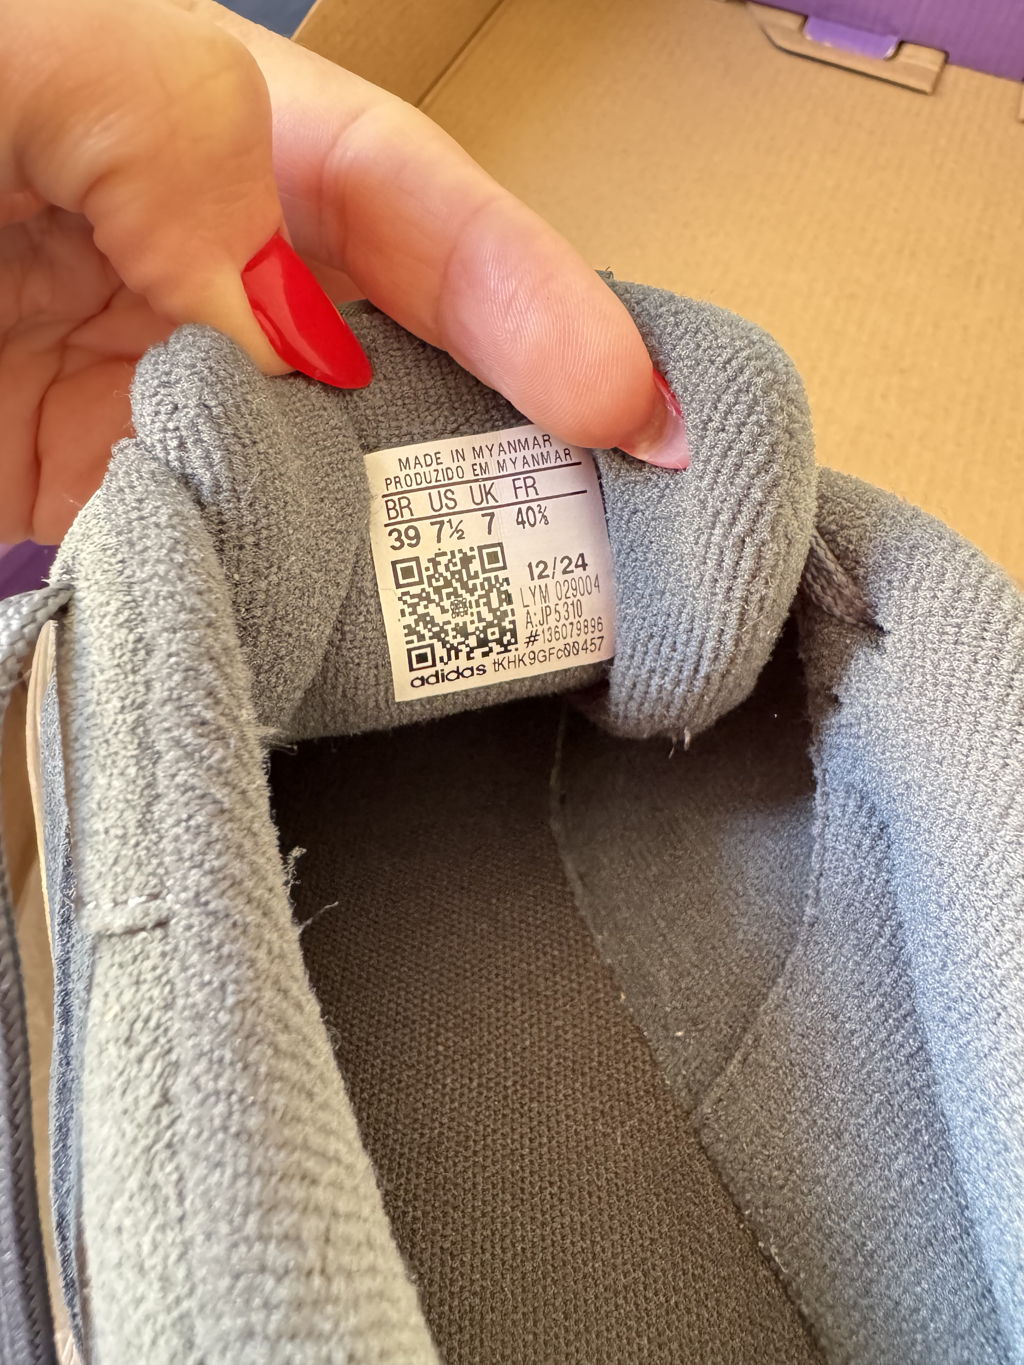 MADE IN MYANMAR
PRODUZIDO EM MYANMAR
BR US UK FR
39 7½ 7 40⅔
12/24
LYM 029004
A:JP5310
#136079896
adidas tKHK9GFc00457